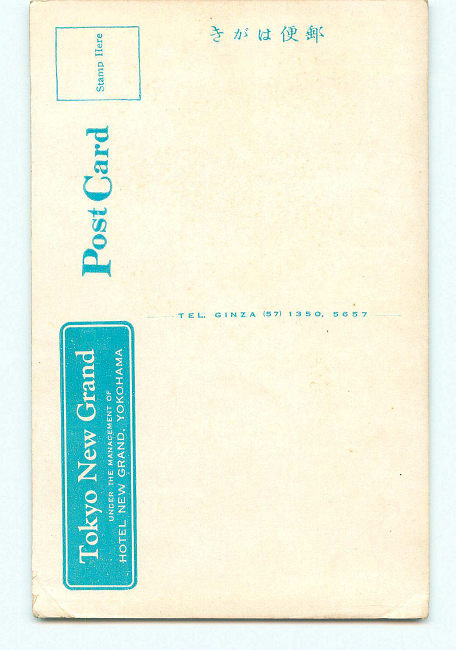 きがは便郵
Stamp Here
Post Card
TEL. GINZA (57) 1350, 5657
Tokyo New Grand
UNDER THE MANAGEMENT OF
HOTEL NEW GRAND, YOKOHAMA